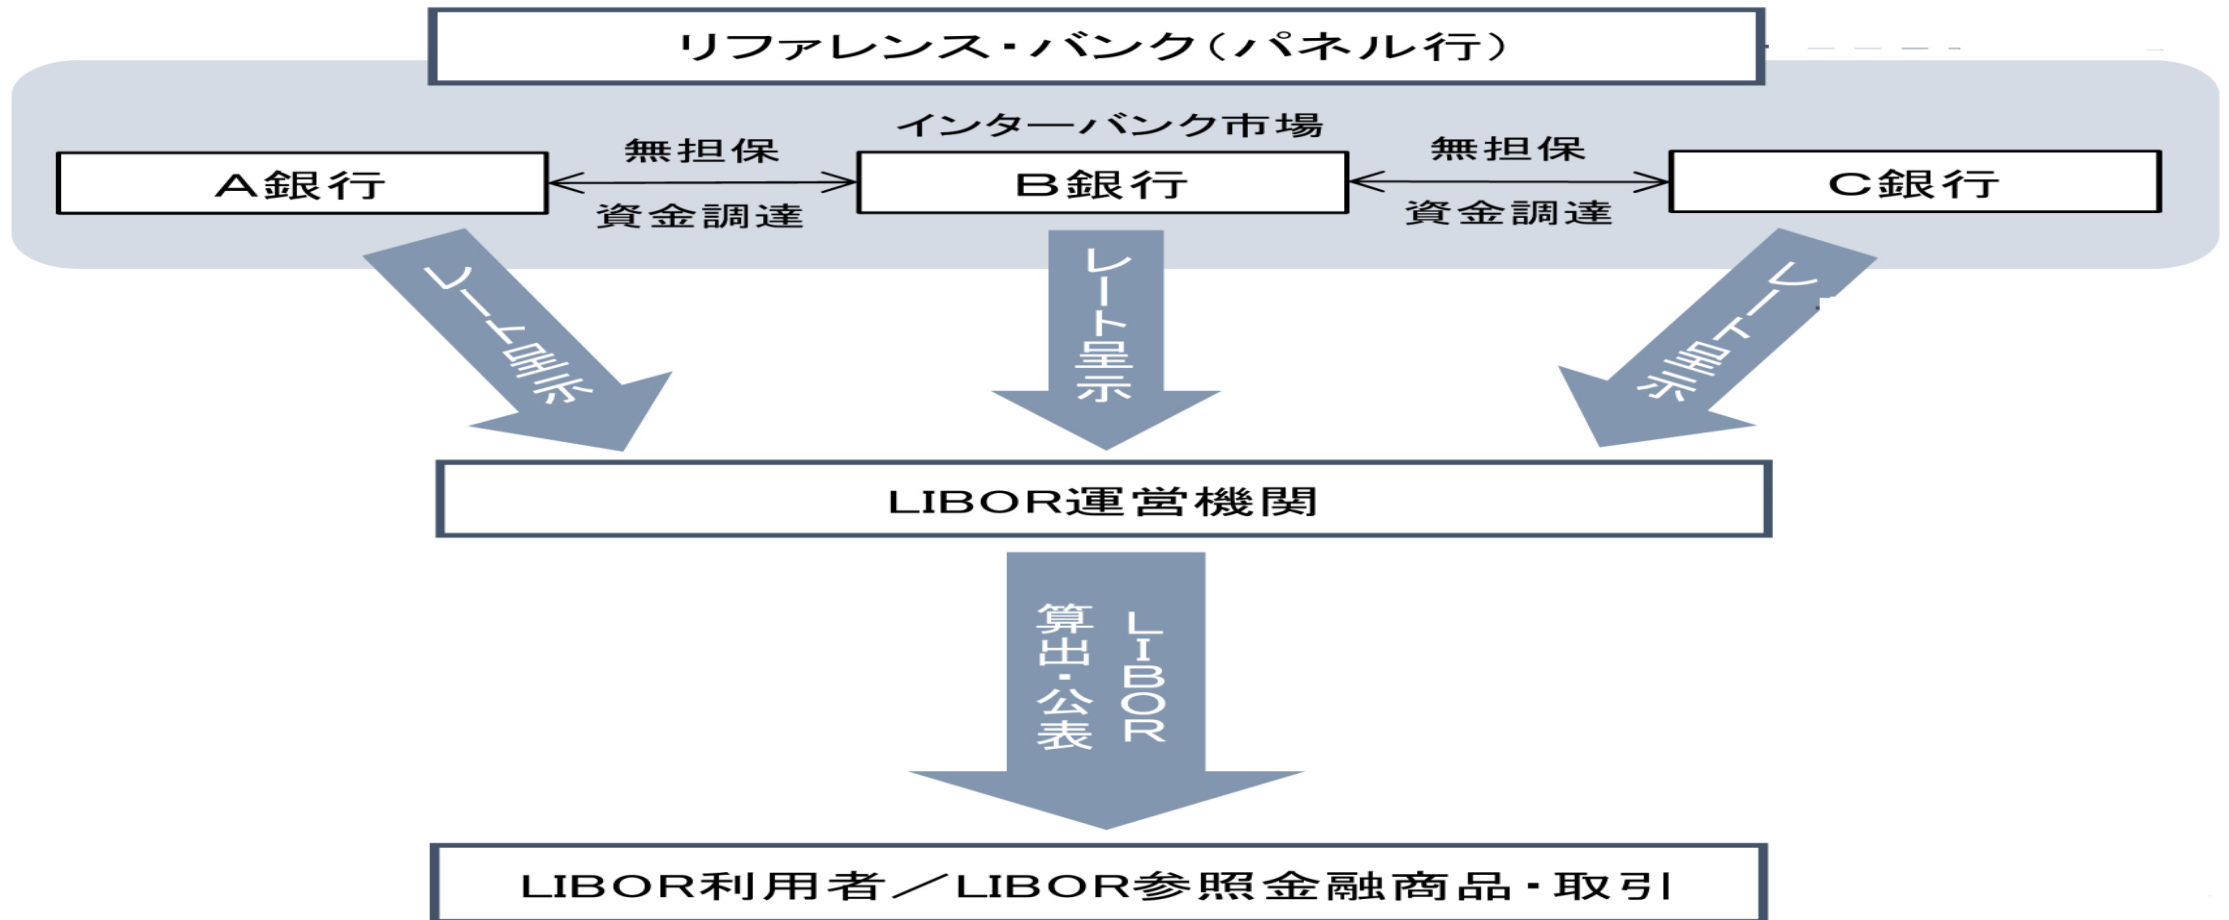 リファレンス・バンク（パネル行）
インターバンク市場
無担保
無担保
A銀行
B銀行
C銀行
資金調達
資金調達
レート呈示
レート呈示
レート呈示
LIBOR運営機関
LIBOR
算出・公表
LIBOR利用者／LIBOR参照金融商品・取引